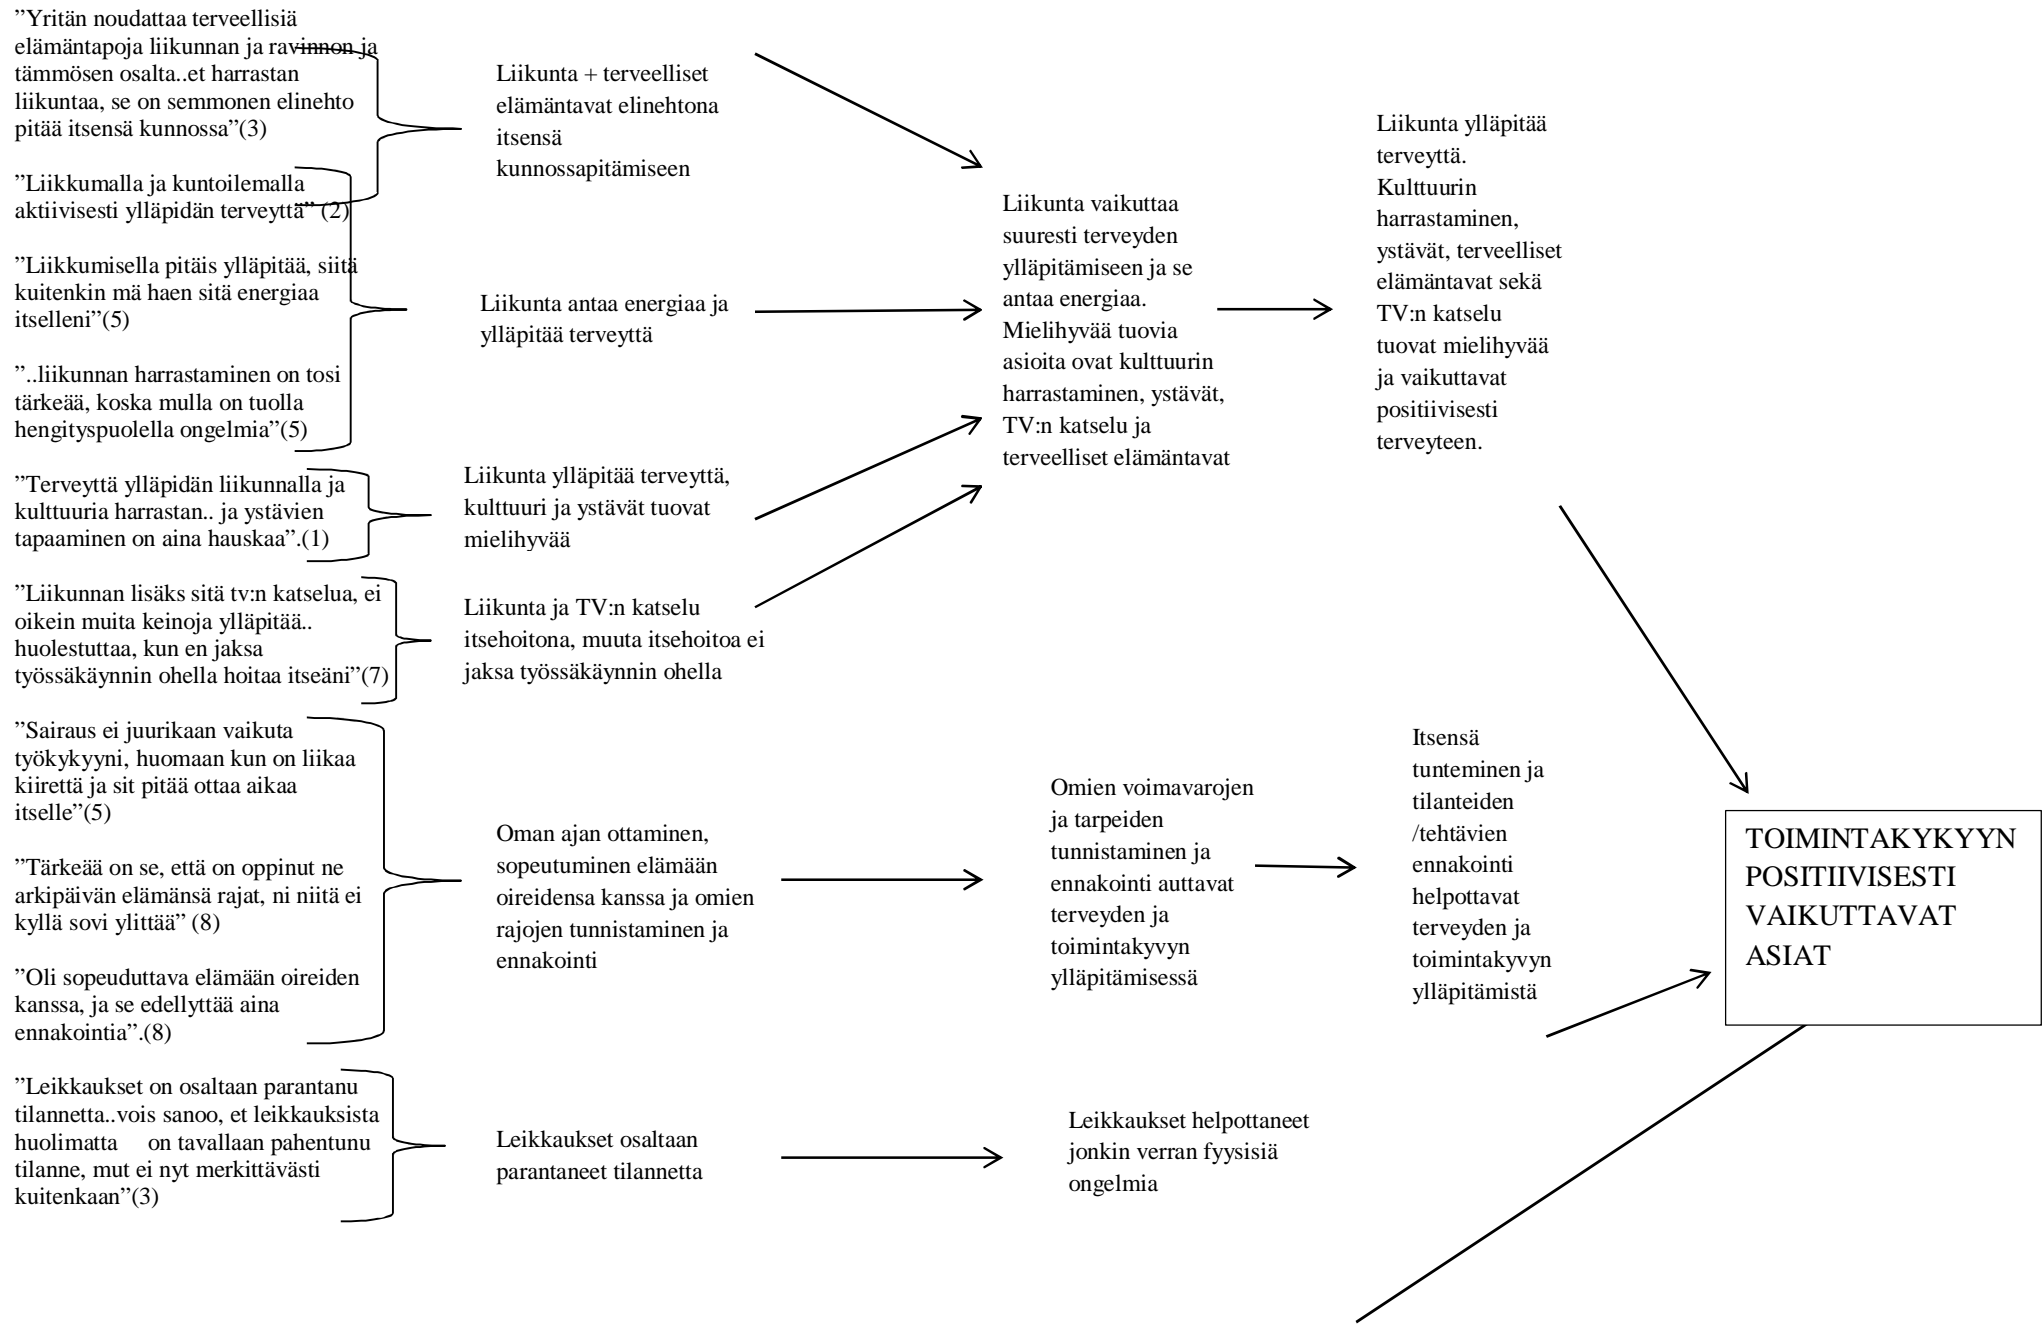 ”Yritän noudattaa terveellisiä
elämäntapoja liikunnan ja ravinnon ja
tämmösen osalta..et harrastan
liikuntaa, se on semmonen elinehto
pitää itsensä kunnossa”(3)
”Liikkumalla ja kuntoilemalla
aktiivisesti ylläpidän terveyttä” (2)
”Liikkumisella pitäis ylläpitää, siitä
kuitenkin mä haen sitä energiaa
itselleni”(5)
”..liikunnan harrastaminen on tosi
tärkeää, koska mulla on tuolla
hengityspuolella ongelmia”(5)
”Terveyttä ylläpidän liikunnalla ja
kulttuuria harrastan.. ja ystävien
tapaaminen on aina hauskaa”.(1)
”Liikunnan lisäks sitä tv:n katselua, ei
oikein muita keinoja ylläpitää..
huolestuttaa, kun en jaksa
työssäkäynnin ohella hoitaa itseäni”(7)
”Sairaus ei juurikaan vaikuta
työkykyyni, huomaan kun on liikaa
kiirettä ja sit pitää ottaa aikaa
itselle”(5)
”Tärkeää on se, että on oppinut ne
arkipäivän elämänsä rajat, ni niitä ei
kyllä sovi ylittää” (8)
”Oli sopeuduttava elämään oireiden
kanssa, ja se edellyttää aina
ennakointia”.(8)
”Leikkaukset on osaltaan parantanu
tilannetta..vois sanoo, et leikkauksista
huolimatta on tavallaan pahentunu
tilanne, mut ei nyt merkittävästi
kuitenkaan”(3)
Liikunta + terveelliset
elämäntavat elinehtona
itsensä
kunnossapitämiseen
Liikunta antaa energiaa ja
ylläpitää terveyttä
Liikunta ylläpitää terveyttä,
kulttuuri ja ystävät tuovat
mielihyvää
Liikunta ja TV:n katselu
itsehoitona, muuta itsehoitoa ei
jaksa työssäkäynnin ohella
Oman ajan ottaminen,
sopeutuminen elämään
oireidensa kanssa ja omien
rajojen tunnistaminen ja
ennakointi
Leikkaukset osaltaan
parantaneet tilannetta
Liikunta vaikuttaa
suuresti terveyden
ylläpitämiseen ja se
antaa energiaa.
Mielihyvää tuovia
asioita ovat kulttuurin
harrastaminen, ystävät,
TV:n katselu ja
terveelliset elämäntavat
Omien voimavarojen
ja tarpeiden
tunnistaminen ja
ennakointi auttavat
terveyden ja
toimintakyvyn
ylläpitämisessä
Leikkaukset helpottaneet
jonkin verran fyysisiä
ongelmia
Liikunta ylläpitää
terveyttä.
Kulttuurin
harrastaminen,
ystävät, terveelliset
elämäntavat sekä
TV:n katselu
tuovat mielihyvää
ja vaikuttavat
positiivisesti
terveyteen.
Itsensä
tunteminen ja
tilanteiden
/tehtävien
ennakointi
helpottavat
terveyden ja
toimintakyvyn
ylläpitämistä
TOIMINTAKYKYYN
POSITIIVISESTI
VAIKUTTAVAT
ASIAT